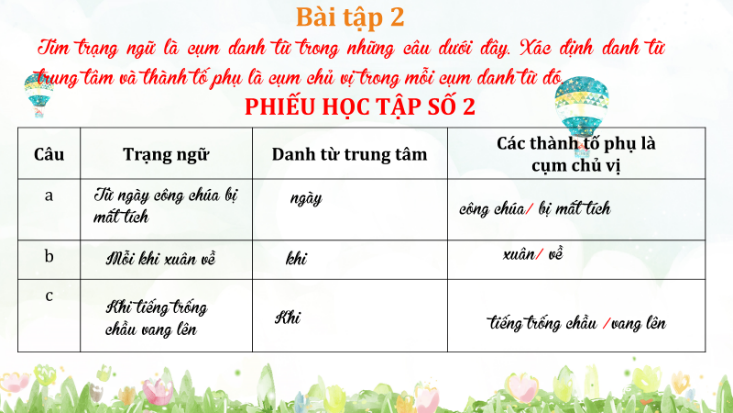 Bài tập 2
Tìm trạng ngữ là cụm danh từ trong những câu dưới đây. Xác định danh từ
trung tâm và thành tố phụ là cụm chủ vị trong mỗi cụm danh từ đó.
PHIẾU HỌC TẬP SỐ 2
Câu
Trạng ngữ
Danh từ trung tâm
Các thành tố phụ là
cụm chủ vị
a
Từ ngày công chúa bị
mất tích
ngày
công chúa/ bị mất tích
b
Mỗi khi xuân về
khi
xuân/ về
c
Khi tiếng trống
chầu vang lên
Khi
tiếng trống chầu /vang lên